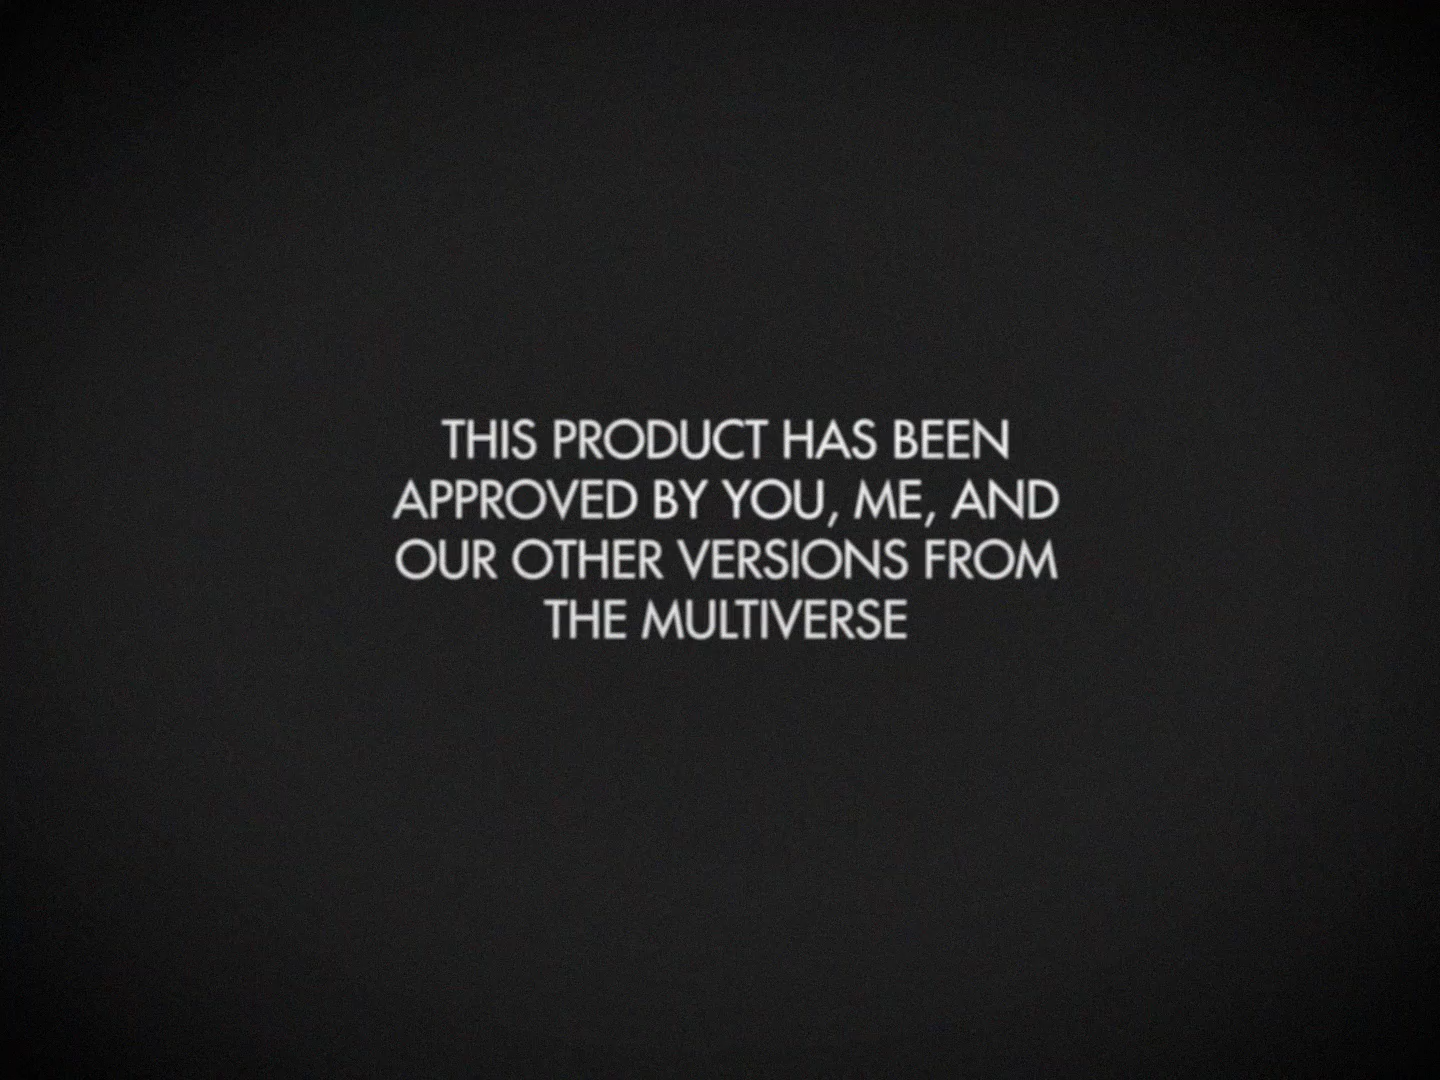 THIS PRODUCT HAS BEEN
APPROVED BY YOU, ME, AND
OUR OTHER VERSIONS FROM
THE MULTIVERSE